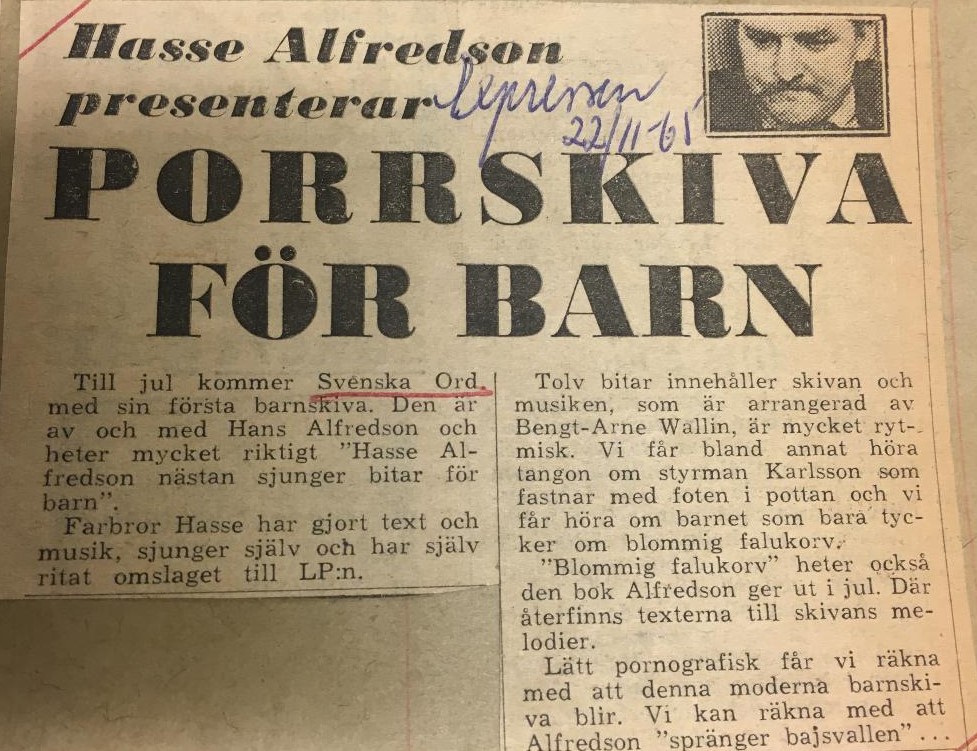 Hasse Alfredson
presenterar
Expressen
22/11-61
PORRSKIVA
FÖR BARN
Till jul kommer Svenska Ord
med sin första barnskiva. Den är
av och med Hans Alfredson och
heter mycket riktigt "Hasse Al-
fredson nästan sjunger bitar för
barn".
Farbror Hasse har gjort text och
musik, sjunger själv och har själv
ritat omslaget till LP:n.
Tolv bitar innehåller skivan och
musiken, som är arrangerad av
Bengt-Arne Wallin, är mycket ryt-
misk. Vi får bland annat höra
tangon om styrman Karlsson som
fastnar med foten i pottan och vi
får höra om barnet som bara tyc-
ker om blommig falukorv.
"Blommig falukorv" heter också
den bok Alfredson ger ut i jul. Där
återfinns texterna till skivans me-
lodier.
Lätt pornografisk får vi räkna
med att denna moderna barnski-
va blir. Vi kan räkna med att
Alfredson "spränger bajsvallen" ...